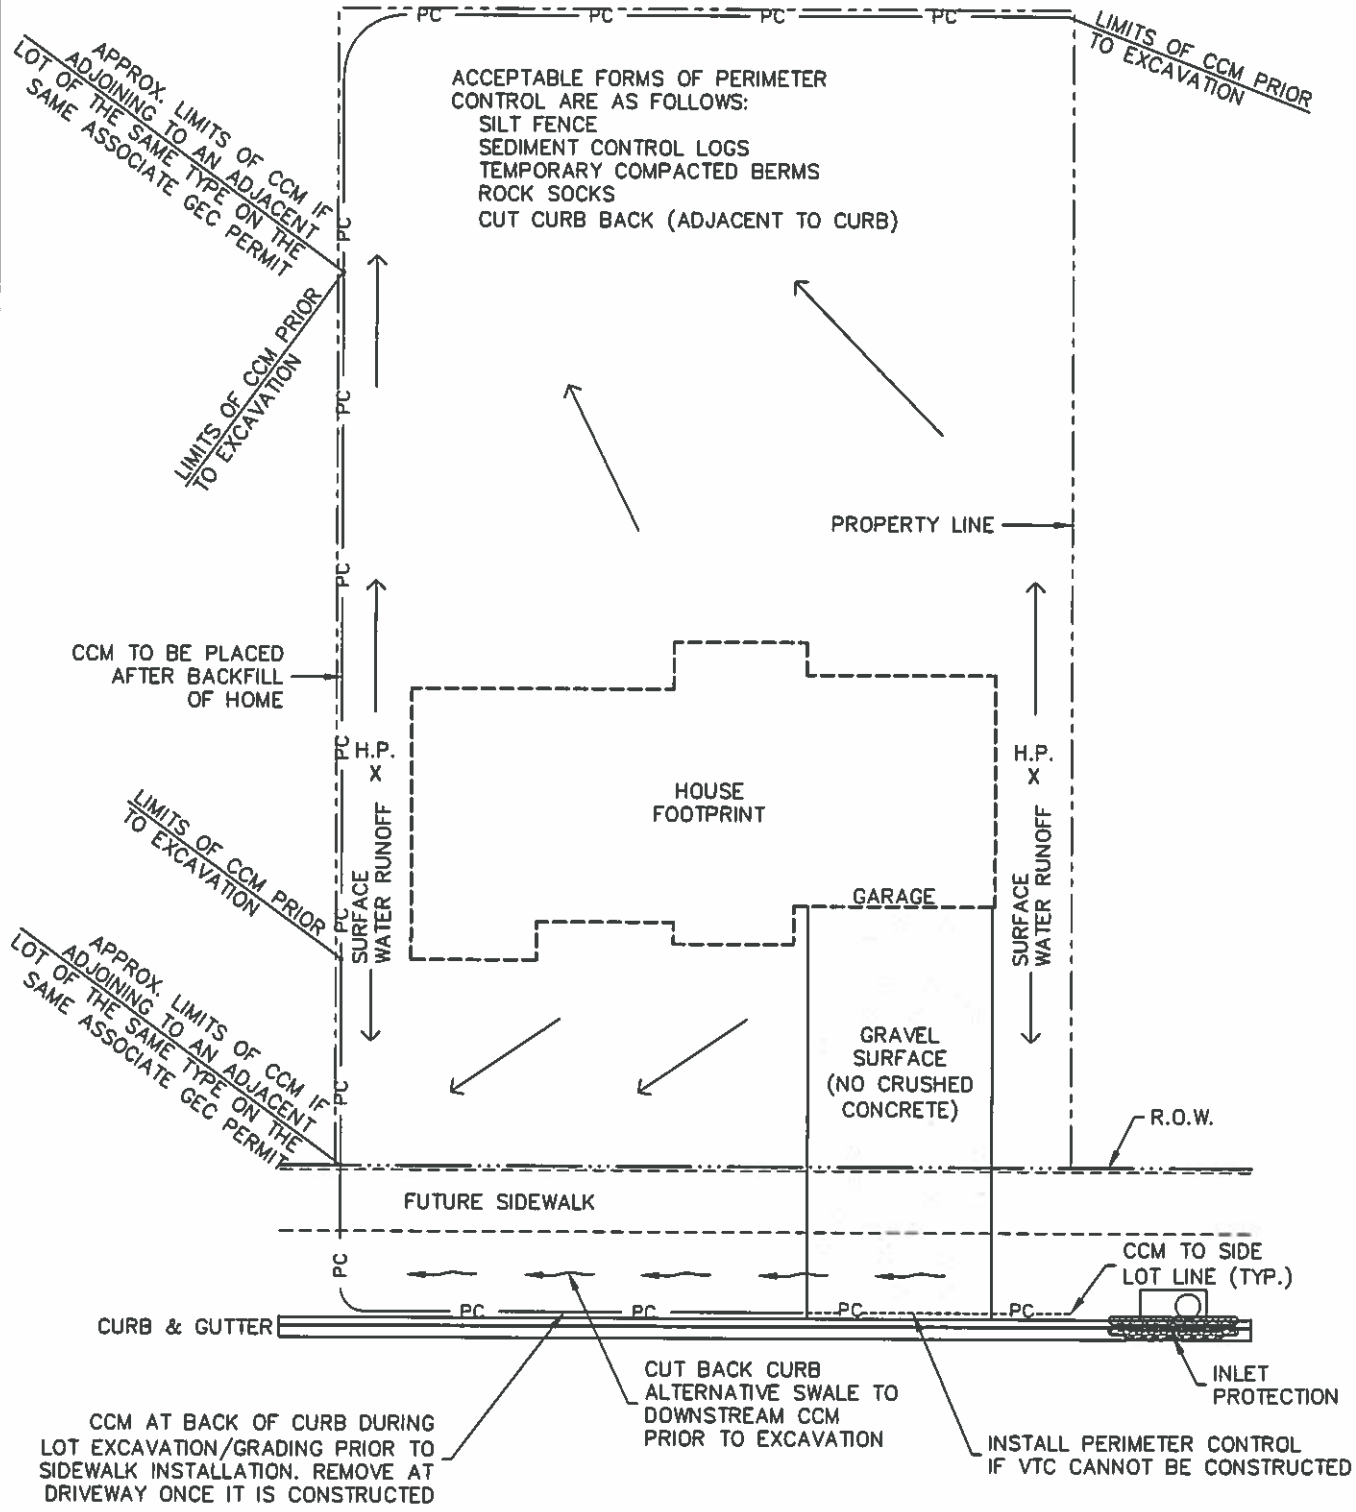 PC PC PC PC
LIMITS OF CCM PRIOR
TO EXCAVATION
APPROX. LIMITS OF CCM IF
ADJOINING TO AN ADJACENT
LOT OF THE SAME TYPE ON THE
SAME ASSOCIATE GEC PERMIT
ACCEPTABLE FORMS OF PERIMETER
CONTROL ARE AS FOLLOWS:
SILT FENCE
SEDIMENT CONTROL LOGS
TEMPORARY COMPACTED BERMS
ROCK SOCKS
CUT CURB BACK (ADJACENT TO CURB)
PC
LIMITS OF CCM PRIOR
TO EXCAVATION
PC
PROPERTY LINE
PC
CCM TO BE PLACED
AFTER BACKFILL
OF HOME
PC
H.P.
X
H.P.
X
HOUSE
FOOTPRINT
LIMITS OF CCM PRIOR
TO EXCAVATION
SURFACE
WATER RUNOFF
SURFACE
WATER RUNOFF
PC
GARAGE
APPROX. LIMITS OF CCM IF
ADJOINING TO AN ADJACENT
LOT OF THE SAME TYPE ON THE
SAME ASSOCIATE GEC PERMIT
GRAVEL
SURFACE
(NO CRUSHED
CONCRETE)
PC
R.O.W.
FUTURE SIDEWALK
PC
CCM TO SIDE
LOT LINE (TYP.)
PC PC PC PC
CURB & GUTTER
INLET
PROTECTION
CUT BACK CURB
ALTERNATIVE SWALE TO
DOWNSTREAM CCM
PRIOR TO EXCAVATION
CCM AT BACK OF CURB DURING
LOT EXCAVATION/GRADING PRIOR TO
SIDEWALK INSTALLATION. REMOVE AT
DRIVEWAY ONCE IT IS CONSTRUCTED
INSTALL PERIMETER CONTROL
IF VTC CANNOT BE CONSTRUCTED